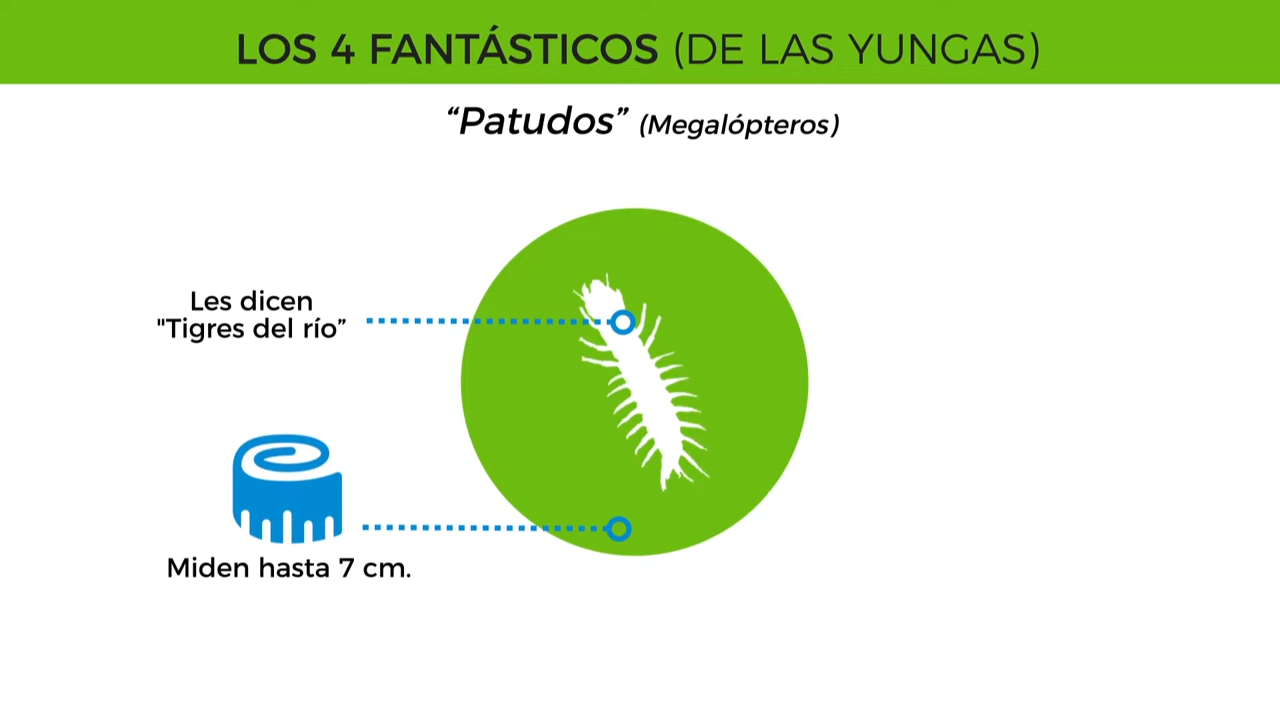 LOS 4 FANTÁSTICOS (DE LAS YUNGAS)
“Patudos” (Megalópteros)
Les dicen
"Tigres del río”
Miden hasta 7 cm.